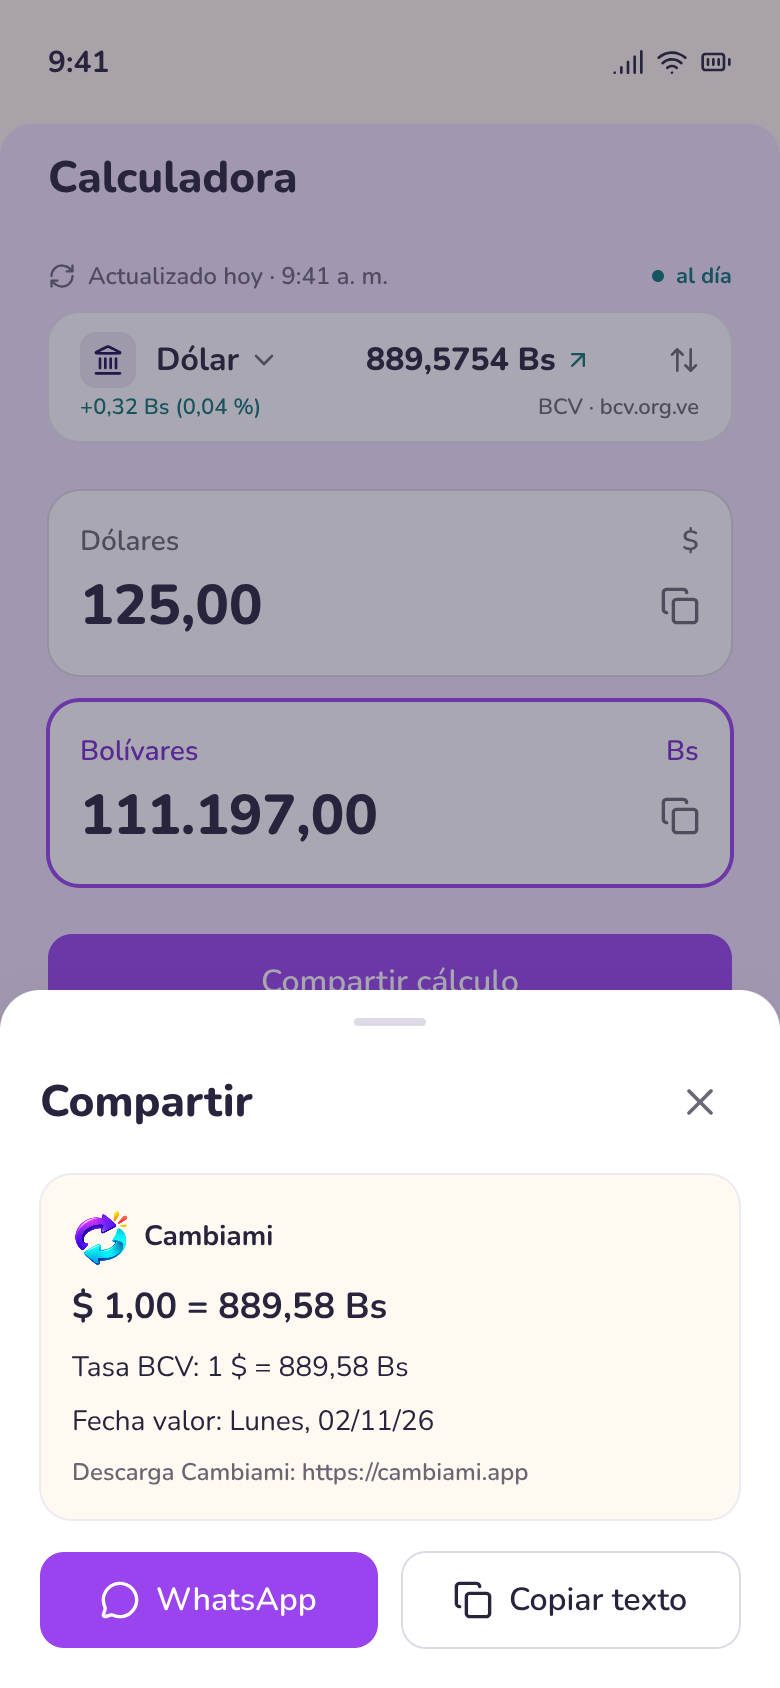 9:41
Calculadora
Actualizado hoy · 9:41 a. m.
al día
Dólar
889,5754 Bs
+0,32 Bs (0,04 %)
BCV · bcv.org.ve
Dólares
$
125,00
Bolívares
Bs
111.197,00
Compartir cálculo
Compartir
Cambiami
$ 1,00 = 889,58 Bs
Tasa BCV: 1 $ = 889,58 Bs
Fecha valor: Lunes, 02/11/26
Descarga Cambiami: https://cambiami.app
WhatsApp
Copiar texto